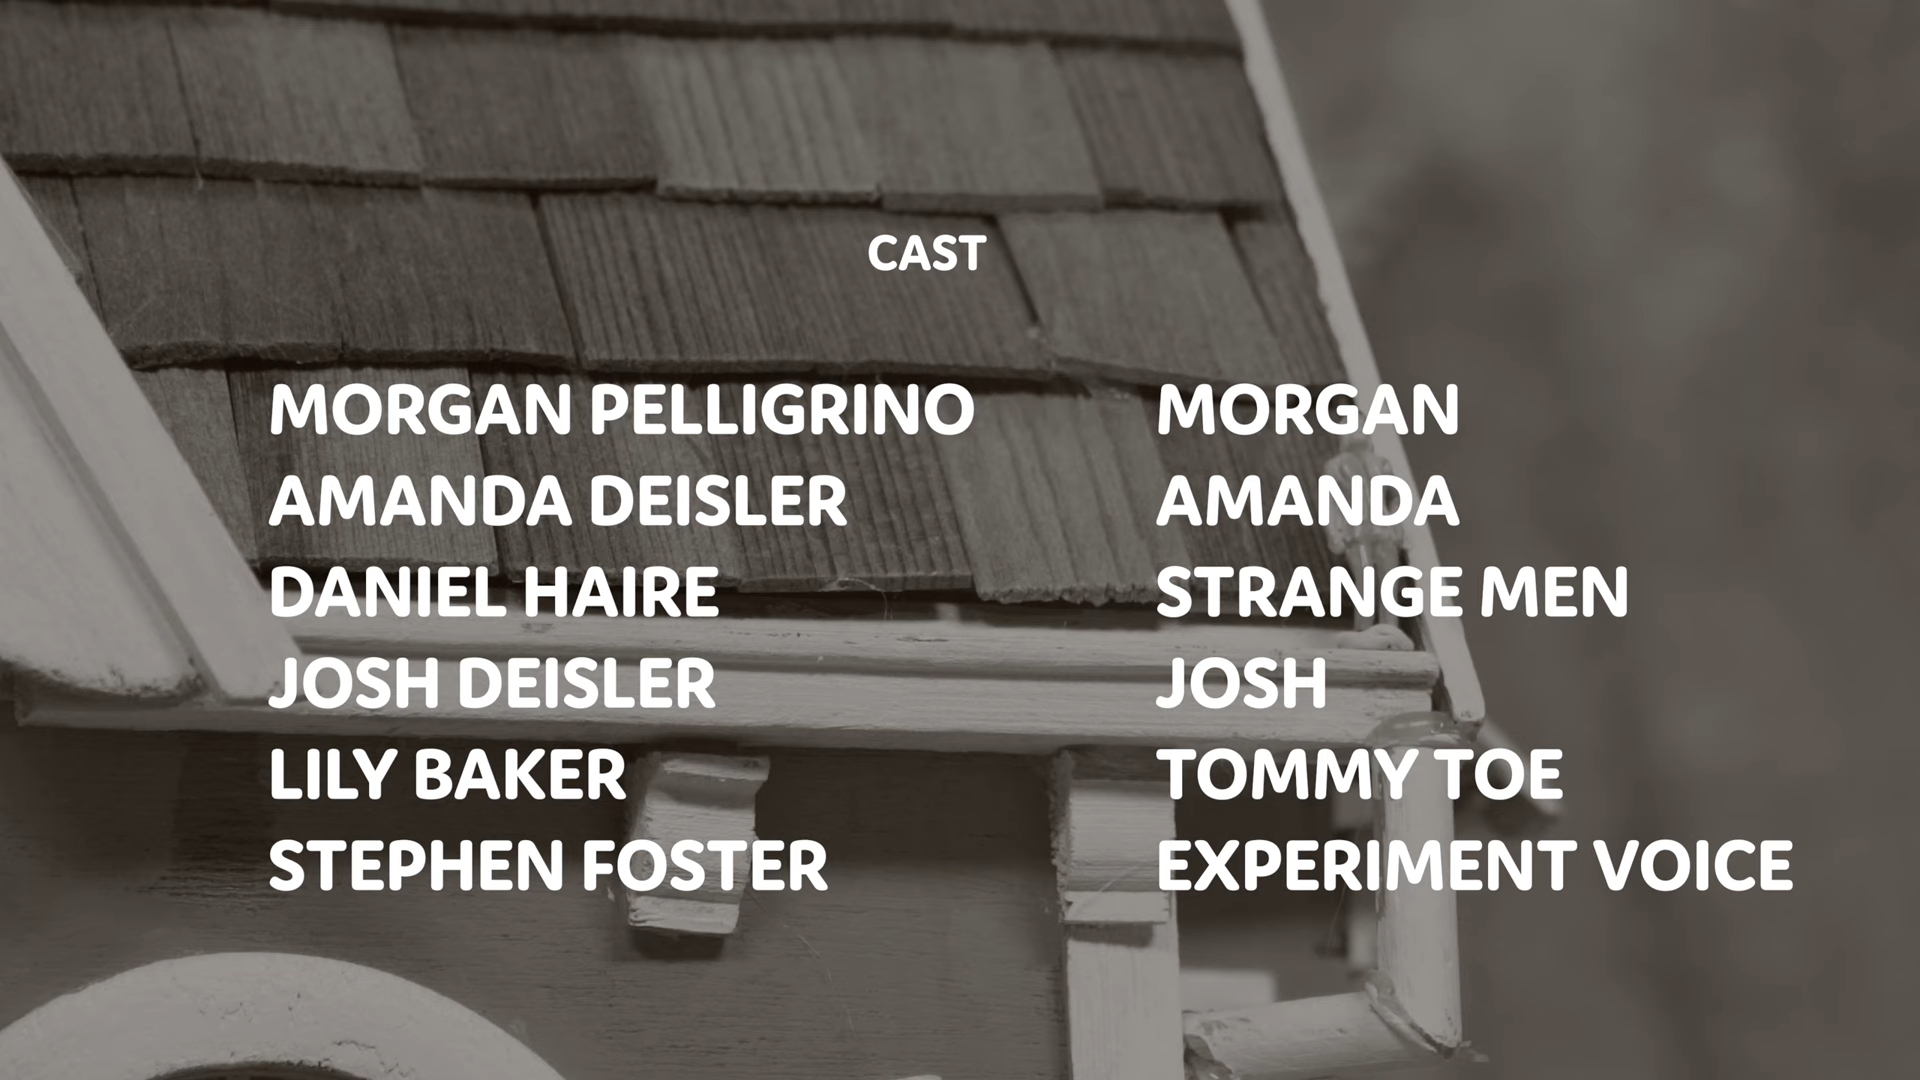 CAST
MORGAN PELLIGRINO MORGAN
AMANDA DEISLER AMANDA
DANIEL HAIRE STRANGE MEN
JOSH DEISLER JOSH
LILY BAKER TOMMY TOE
STEPHEN FOSTER EXPERIMENT VOICE